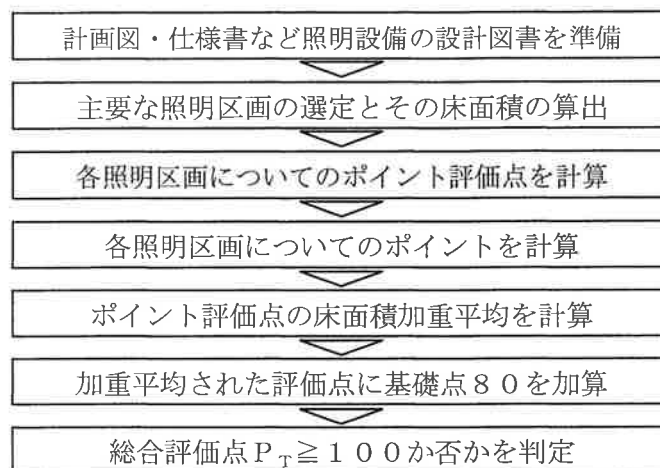 計画図・仕様書など照明設備の設計図書を準備
主要な照明区画の選定とその床面積の算出
各照明区画についてのポイント評価点を計算
各照明区画についてのポイントを計算
ポイント評価点の床面積加重平均を計算
加重平均された評価点に基礎点８０を加算
総合評価点ＰT≧１００か否かを判定